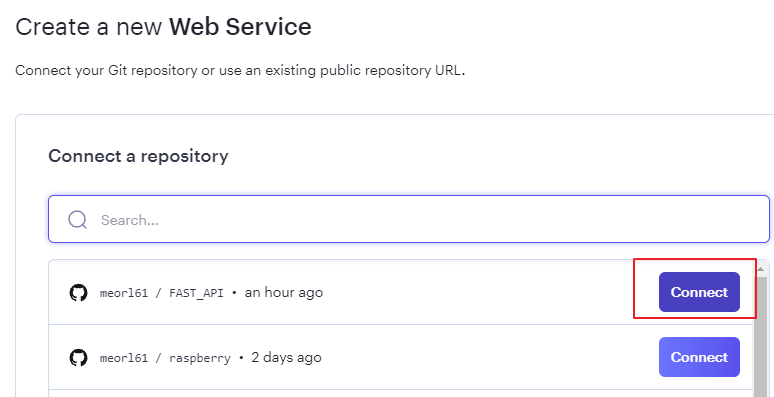 Create a new Web Service
Connect your Git repository or use an existing public repository URL.
Connect a repository
Search...
meorl61 / FAST_API • an hour ago
Connect
meorl61 / raspberry • 2 days ago
Connect